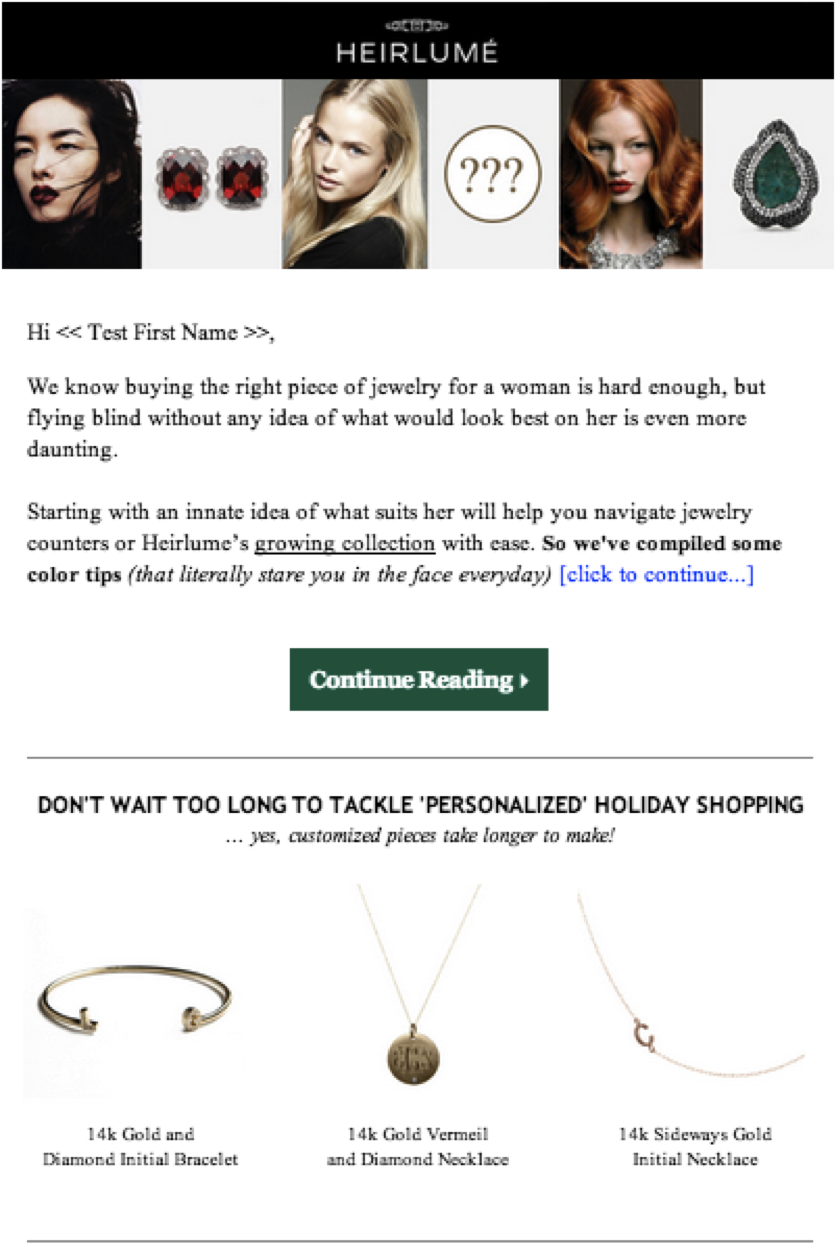 HEIRLUMÉ
???
Hi << Test First Name >>,
We know buying the right piece of jewelry for a woman is hard enough, but
flying blind without any idea of what would look best on her is even more
daunting.
Starting with an innate idea of what suits her will help you navigate jewelry
counters or Heirlume's growing collection with ease. So we've compiled some
color tips (that literally stare you in the face everyday) [click to continue...]
Continue Reading
DON'T WAIT TOO LONG TO TACKLE 'PERSONALIZED' HOLIDAY SHOPPING
... yes, customized pieces take longer to make!
14k Gold and
Diamond Initial Bracelet
14k Gold Vermeil
and Diamond Necklace
14k Sideways Gold
Initial Necklace